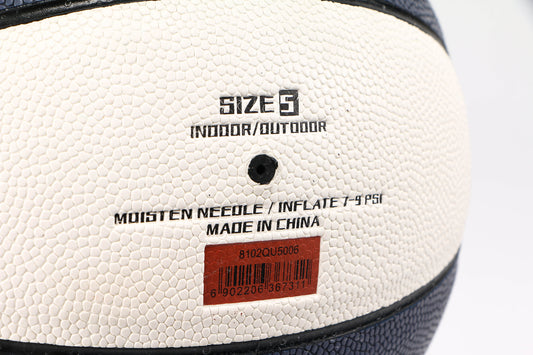 SIZE 5
INDOOR/OUTDOOR
MOISTEN NEEDLE / INFLATE 7-9 PSI
MADE IN CHINA
8102QU5006
6 902206 367311